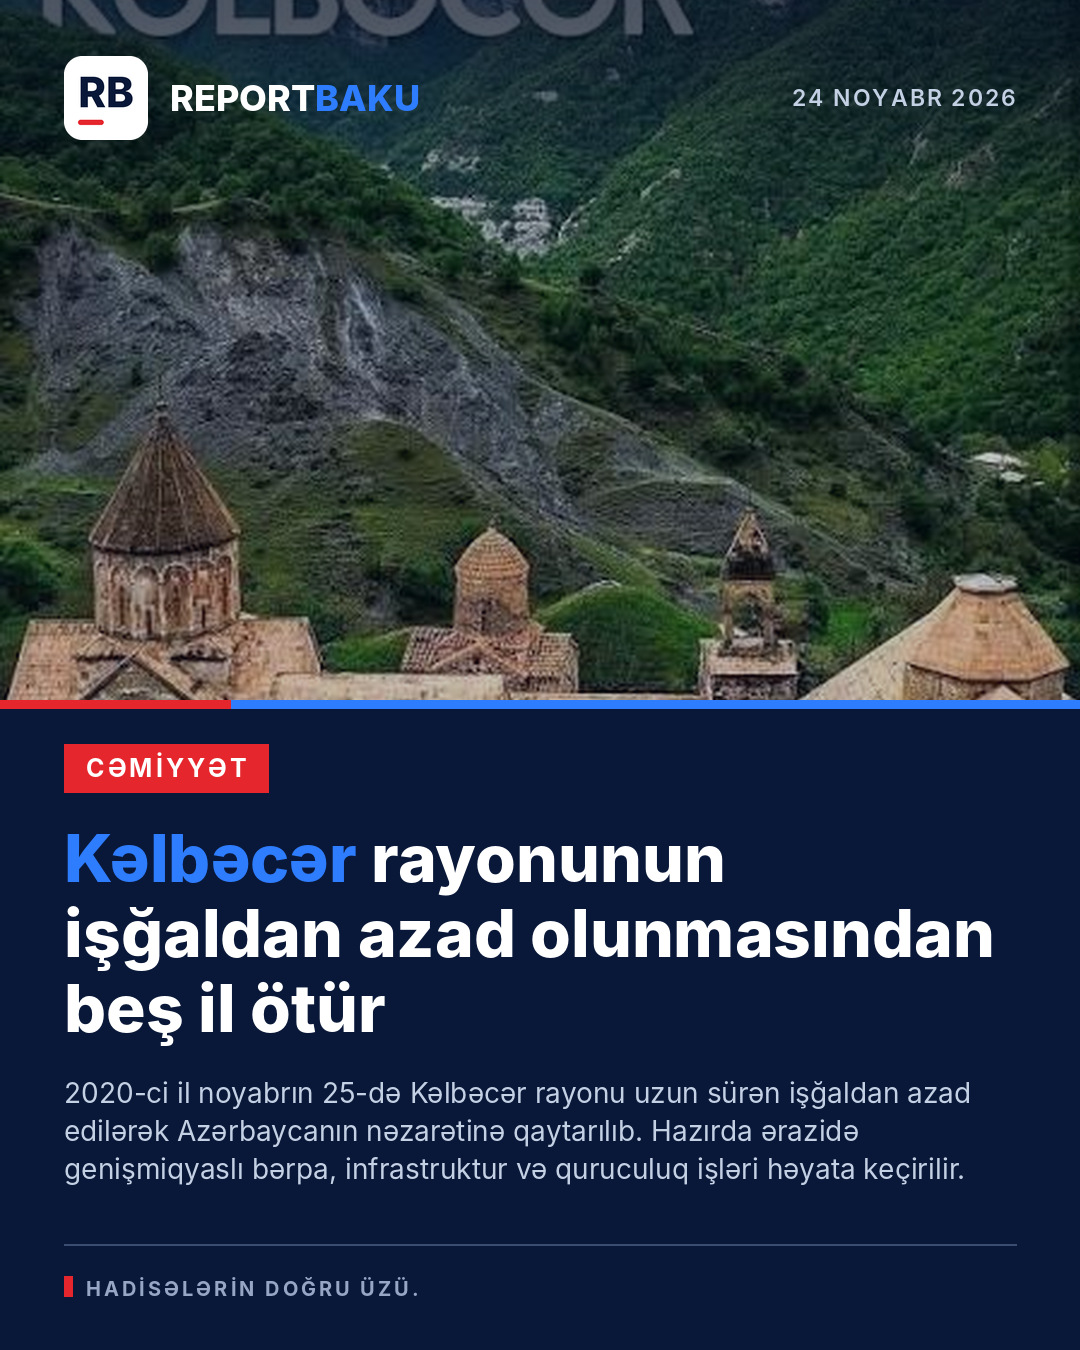 KƏLBƏCƏR
RB
REPORTBAKU
24 NOYABR 2026
CƏMİYYƏT
Kəlbəcər rayonunun
işğaldan azad olunmasından
beş il ötür
2020-ci il noyabrın 25-də Kəlbəcər rayonu uzun sürən işğaldan azad
edilərək Azərbaycanın nəzarətinə qaytarılıb. Hazırda ərazidə
genişmiqyaslı bərpa, infrastruktur və quruculuq işləri həyata keçirilir.
HADİSƏLƏRİN DOĞRU ÜZÜ.